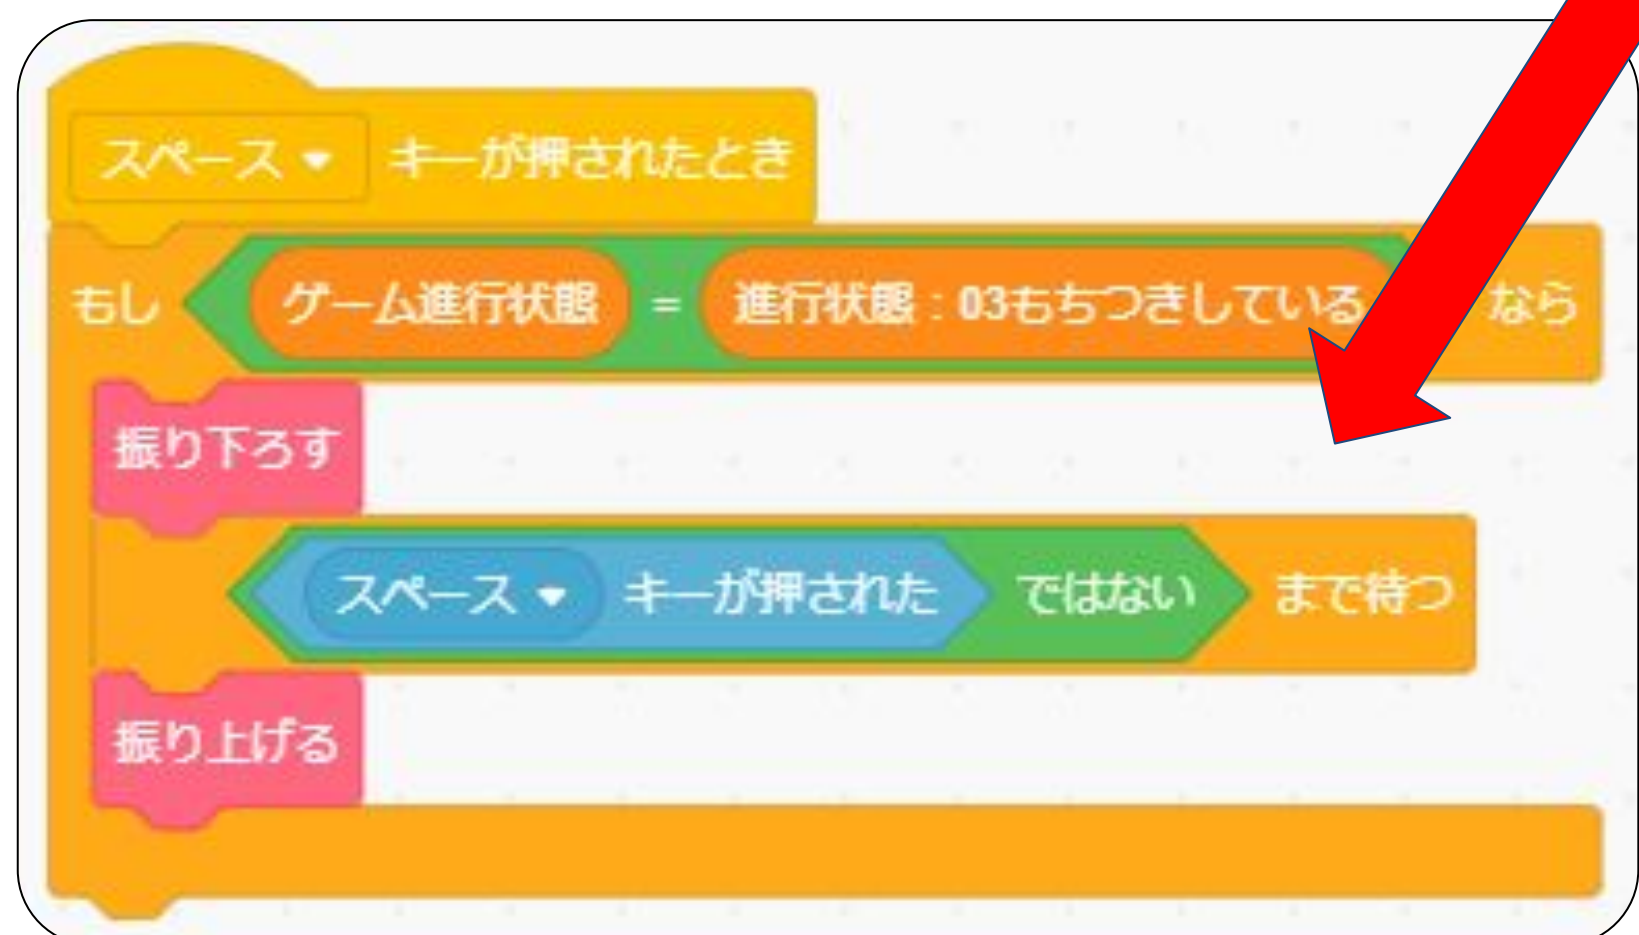 スペース キーが押されたとき
もし ゲーム進行状態 = 進行状態：03もちつきしている なら
振り下ろす
スペース キーが押された ではない まで待つ
振り上げる